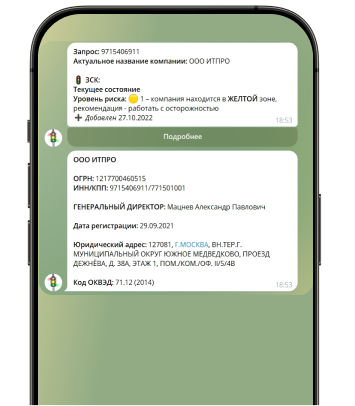 Запрос: 9715406911
Актуальное название компании: ООО ИТПРО
ЗСК:
Текущее состояние
Уровень риска: 1 – компания находится в ЖЕЛТОЙ зоне,
рекомендация - работать с осторожностью
Добавлен 27.10.2022
18:53
Подробнее
ООО ИТПРО
ОГРН: 1217700460515
ИНН/КПП: 9715406911/771501001
ГЕНЕРАЛЬНЫЙ ДИРЕКТОР: Мацнев Александр Павлович
Дата регистрации: 29.09.2021
Юридический адрес: 127081, Г.МОСКВА, ВН.ТЕР.Г.
МУНИЦИПАЛЬНЫЙ ОКРУГ ЮЖНОЕ МЕДВЕДКОВО, ПРОЕЗД
ДЕЖНЁВА, Д. 38А, ЭТАЖ 1, ПОМ./КОМ./ОФ. II/5/4В
Код ОКВЭД: 71.12 (2014)
18:53